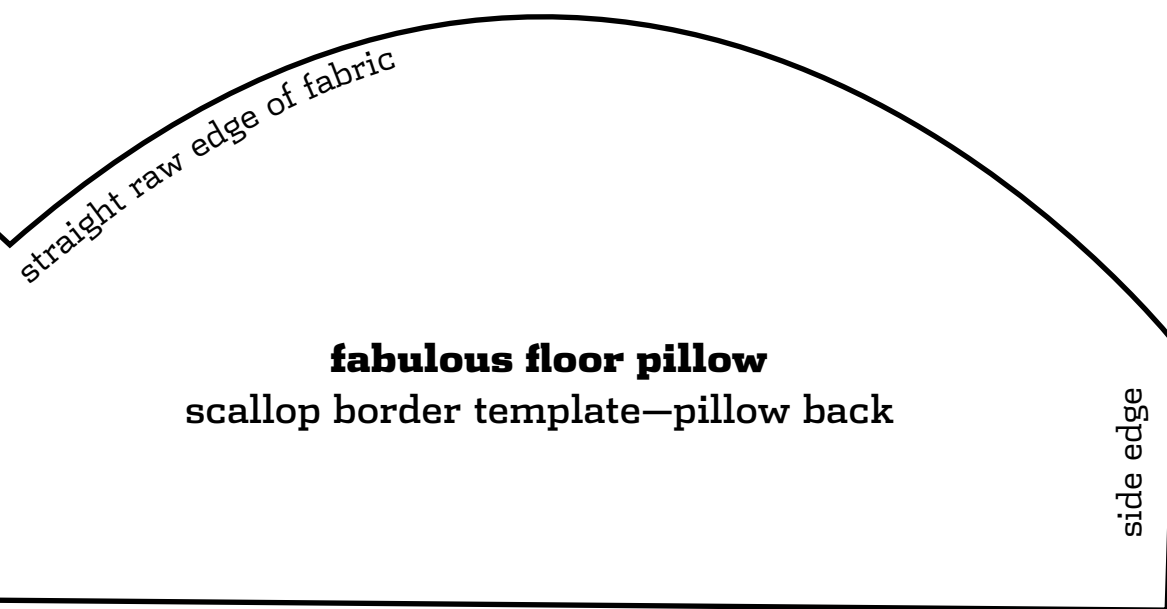 straight raw edge of fabric
fabulous floor pillow
scallop border template—pillow back
side edge